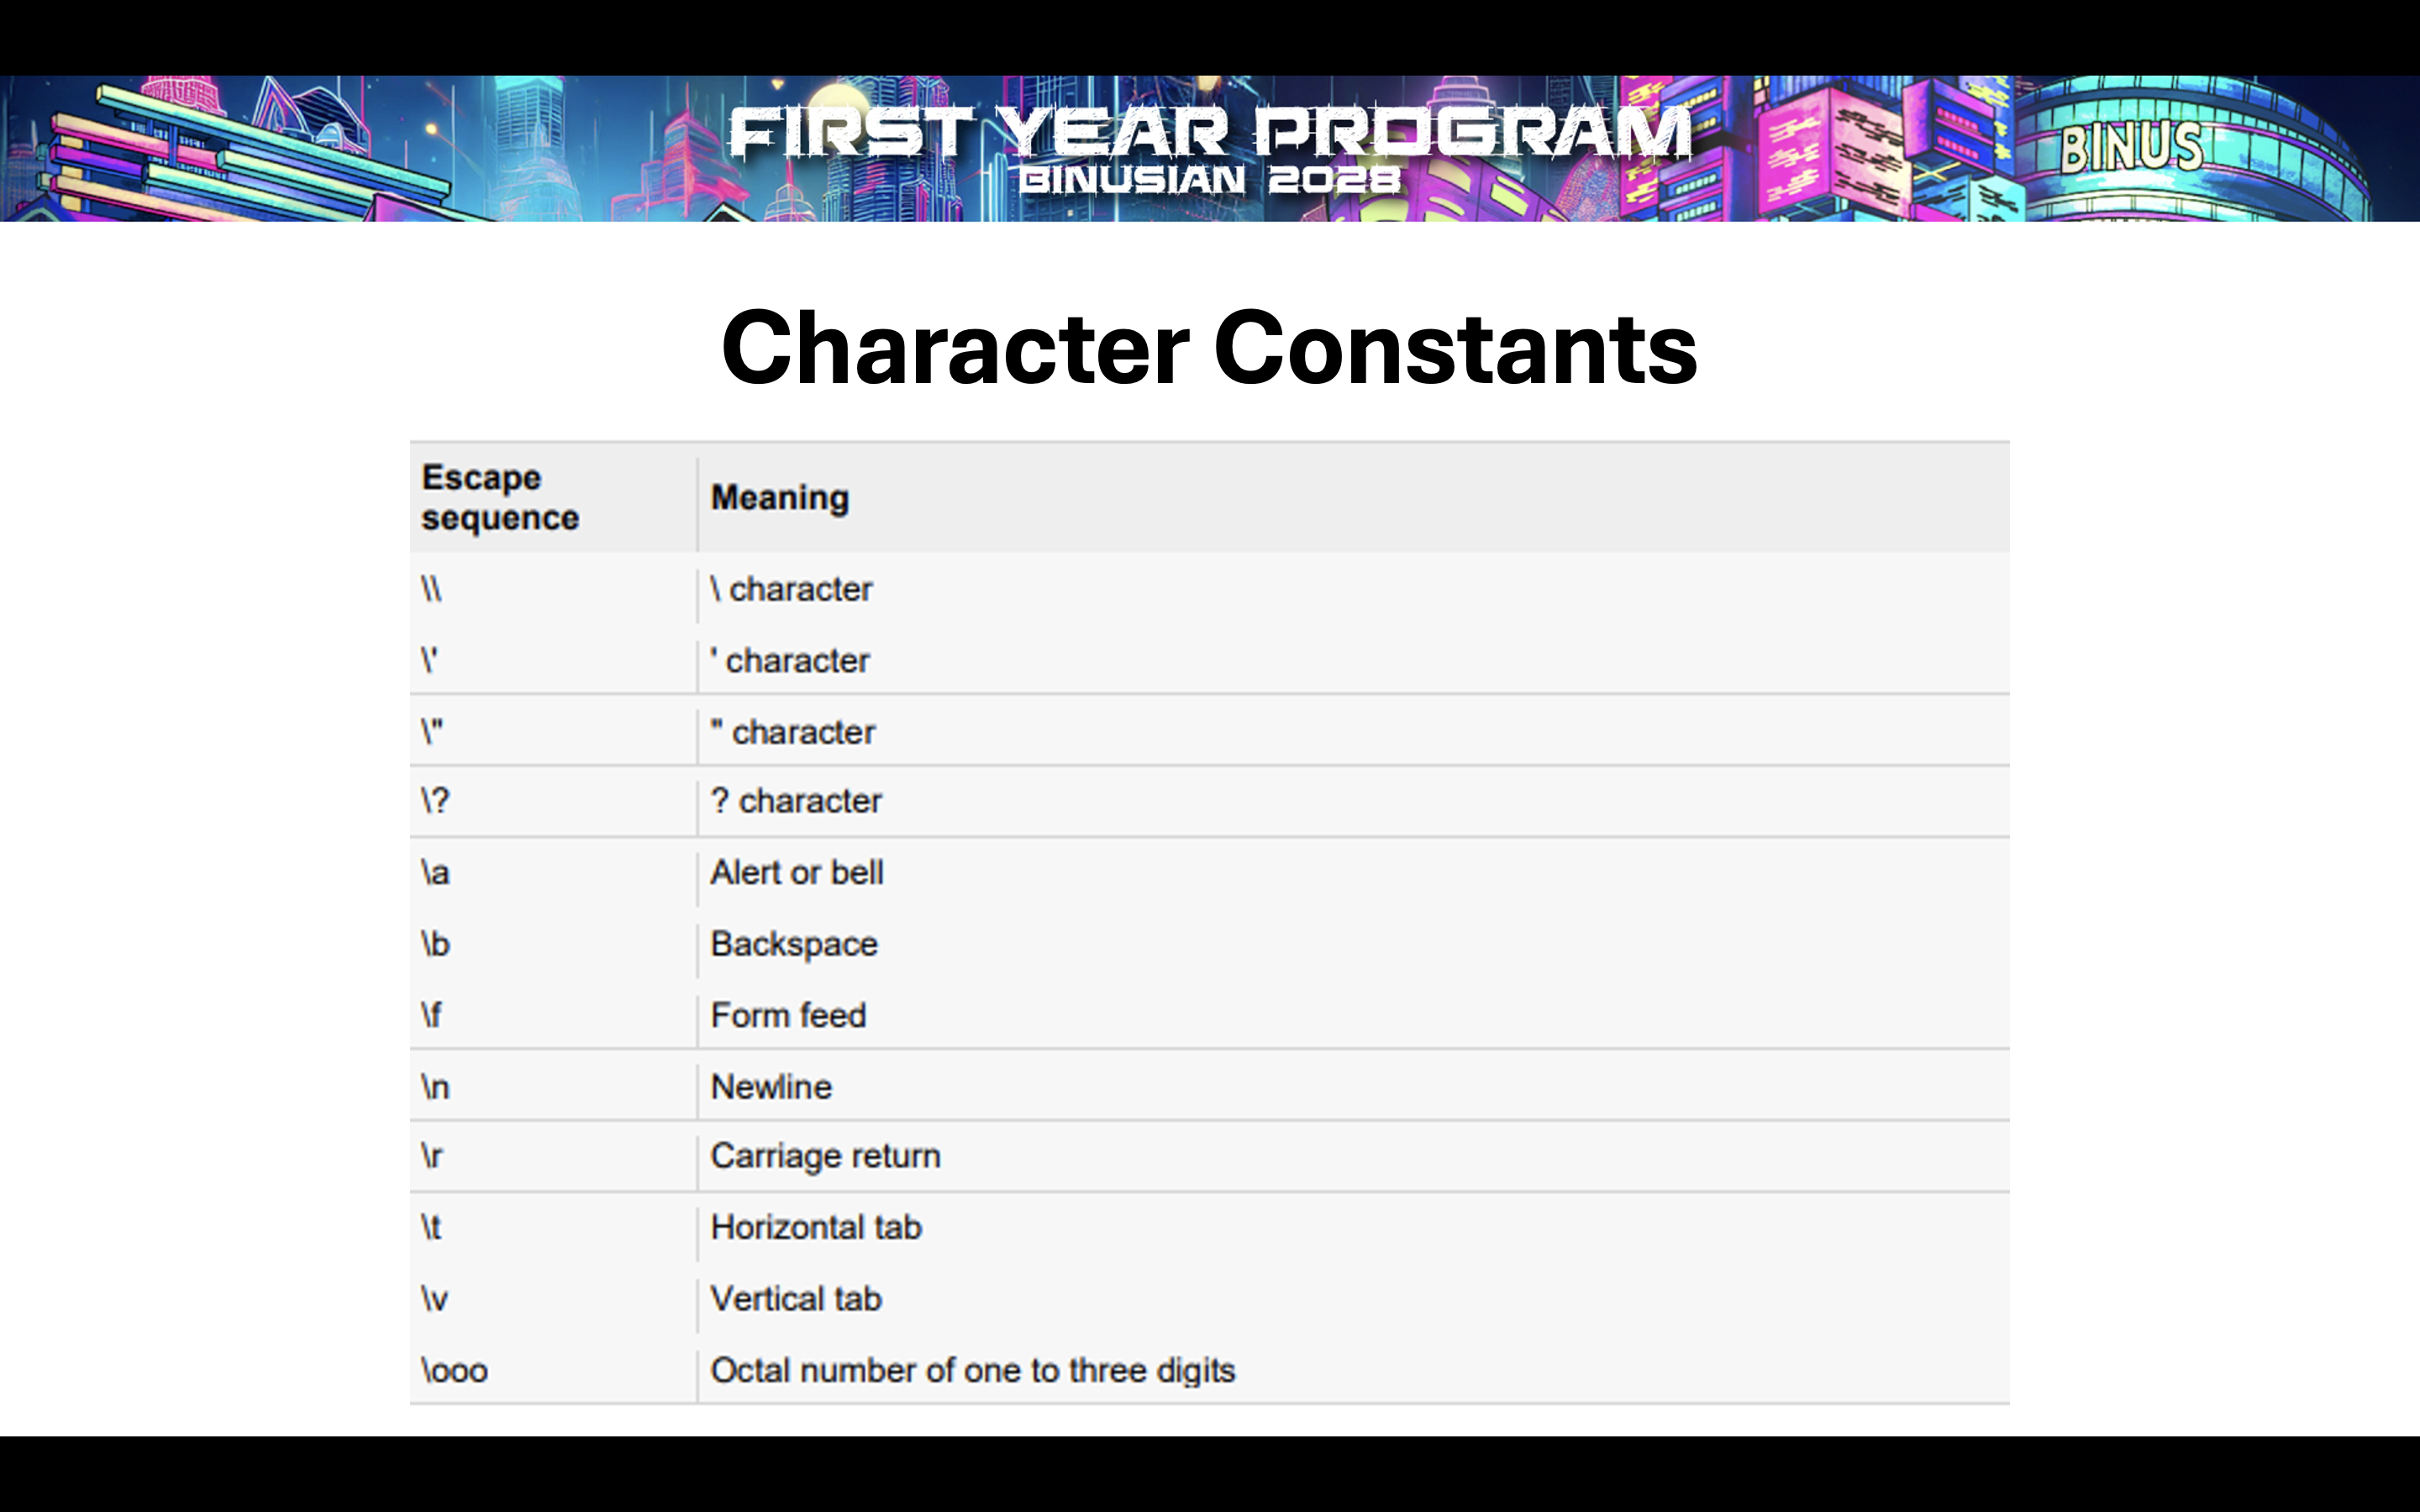 FIRST YEAR PROGRAM
BINUSIAN 2028
BINUS
Character Constants
Escape sequence Meaning
\\ \ character
\' ' character
\" " character
\? ? character
\a Alert or bell
\b Backspace
\f Form feed
\n Newline
\r Carriage return
\t Horizontal tab
\v Vertical tab
\ooo Octal number of one to three digits